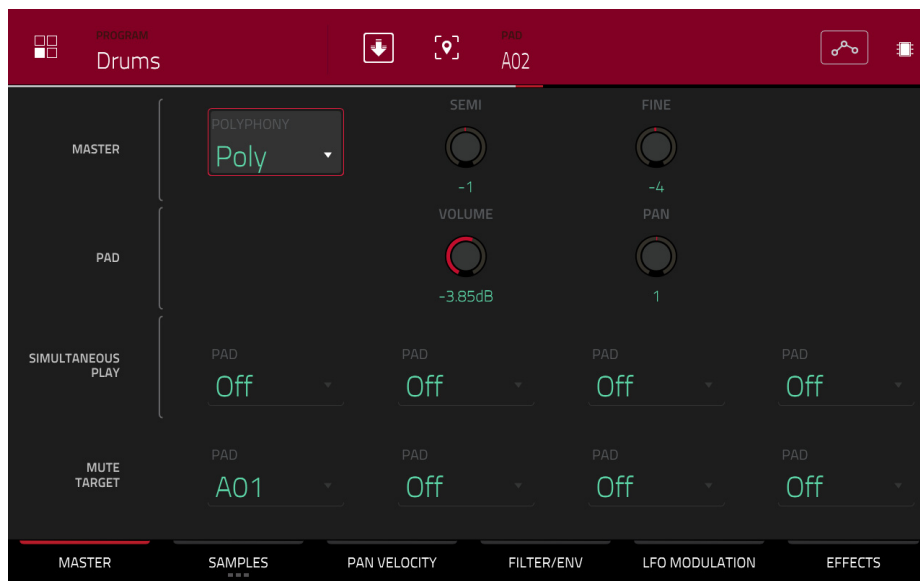 PROGRAM
Drums
PAD
A02
MASTER
POLYPHONY
Poly
SEMI
-1
FINE
-4
PAD
VOLUME
-3.85dB
PAN
1
SIMULTANEOUS
PLAY
PAD
Off
PAD
Off
PAD
Off
PAD
Off
MUTE
TARGET
PAD
A01
PAD
Off
PAD
Off
PAD
Off
MASTER
SAMPLES
PAN VELOCITY
FILTER/ENV
LFO MODULATION
EFFECTS